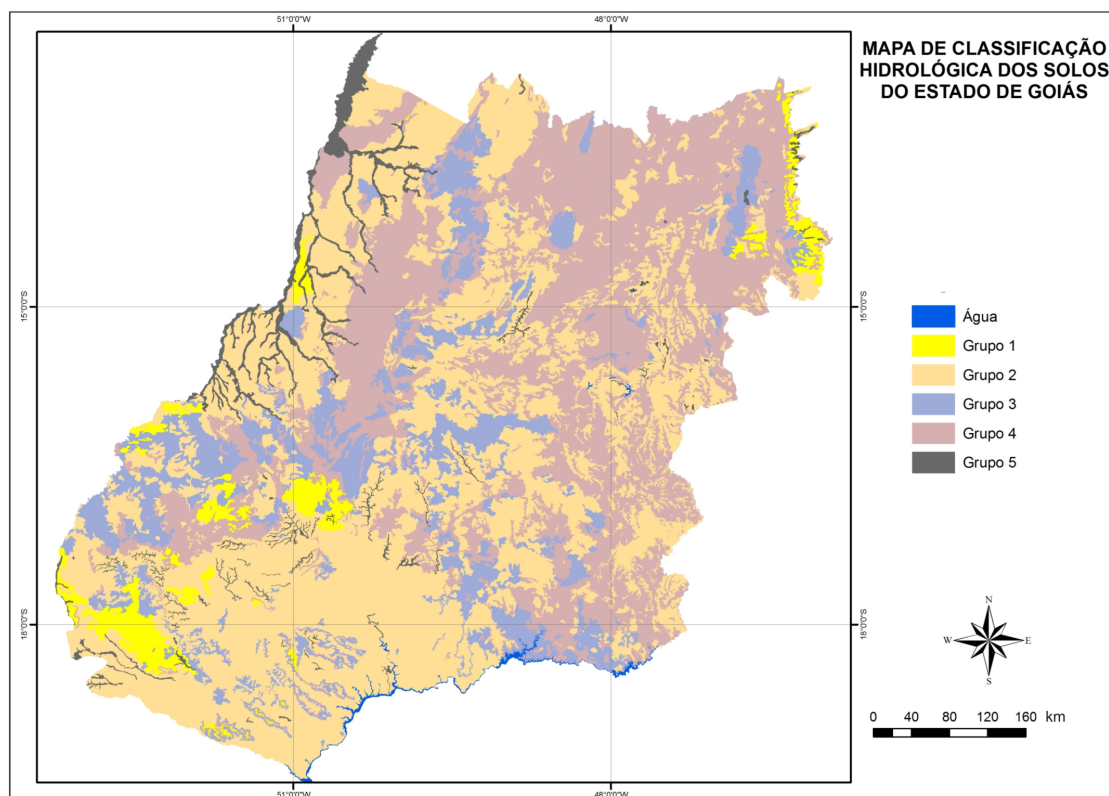 51°0'0"W
48°0'0"W
MAPA DE CLASSIFICAÇÃO
HIDROLÓGICA DOS SOLOS
DO ESTADO DE GOIÁS
15°0'0"S
15°0'0"S
Água
Grupo 1
Grupo 2
Grupo 3
Grupo 4
Grupo 5
18°0'0"S
18°0'0"S
N
W E
S
0 40 80 120 160 km
51°0'0"W
48°0'0"W